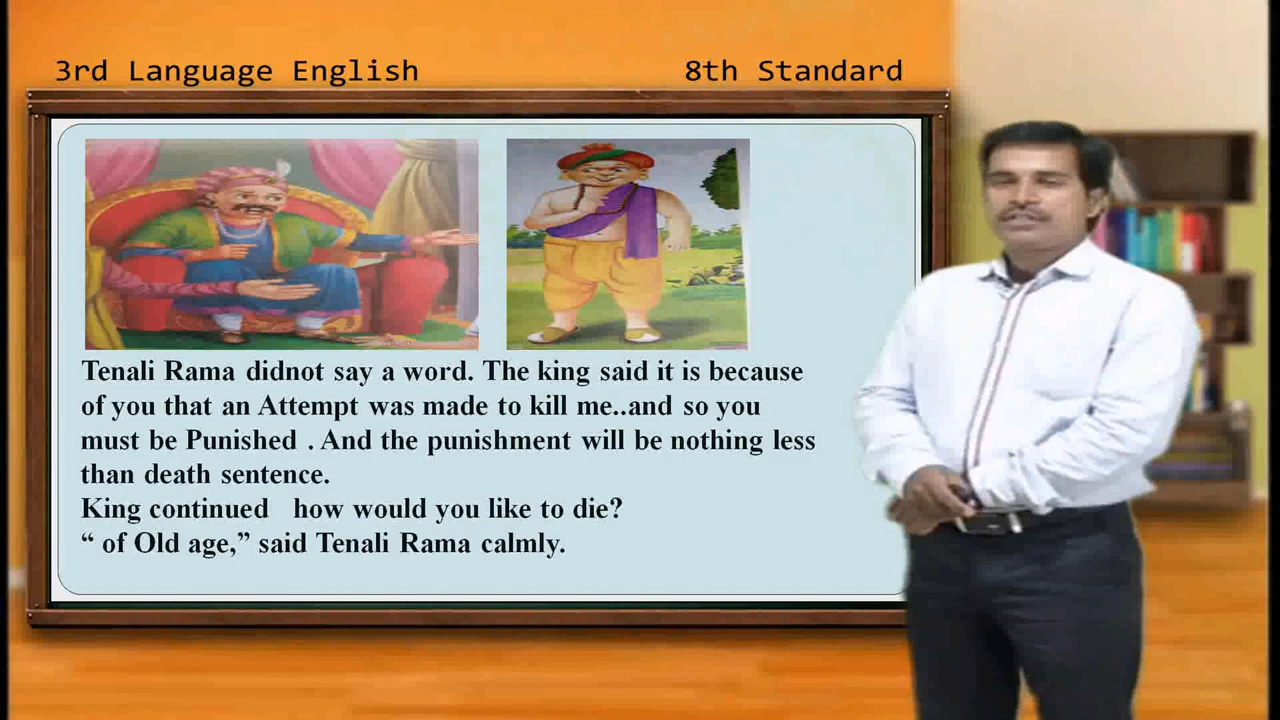 3rd Language English
8th Standard
Tenali Rama didnot say a word. The king said it is because
of you that an Attempt was made to kill me..and so you
must be Punished . And the punishment will be nothing less
than death sentence.
King continued   how would you like to die?
“ of Old age,” said Tenali Rama calmly.